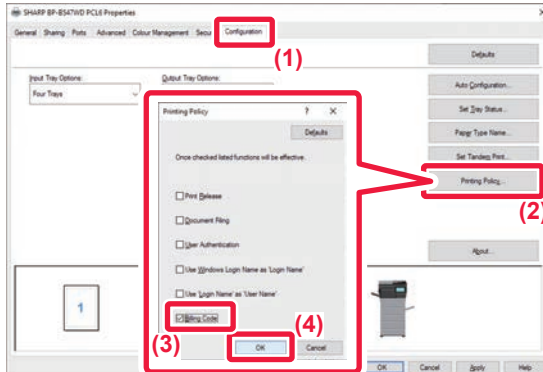 SHARP BP-B547WD PCL6 Properties
General Sharing Ports Advanced Colour Management Securi Configuration
(1)
Defaults
Input Tray Options:
Output Tray Options:
Four Trays
Auto Configuration...
Set Tray Status...
Paper Type Name...
Set Tandem Print...
Printing Policy...
(2)
About...
Printing Policy ? ×
Defaults
Once checked listed functions will be effective.
Print Release
Document Filing
User Authentication
Use Windows Login Name as 'Login Name'
Use 'Login Name' as 'User Name'
Billing Code
(3)
(4)
OK Cancel
1
OK Cancel Apply Help